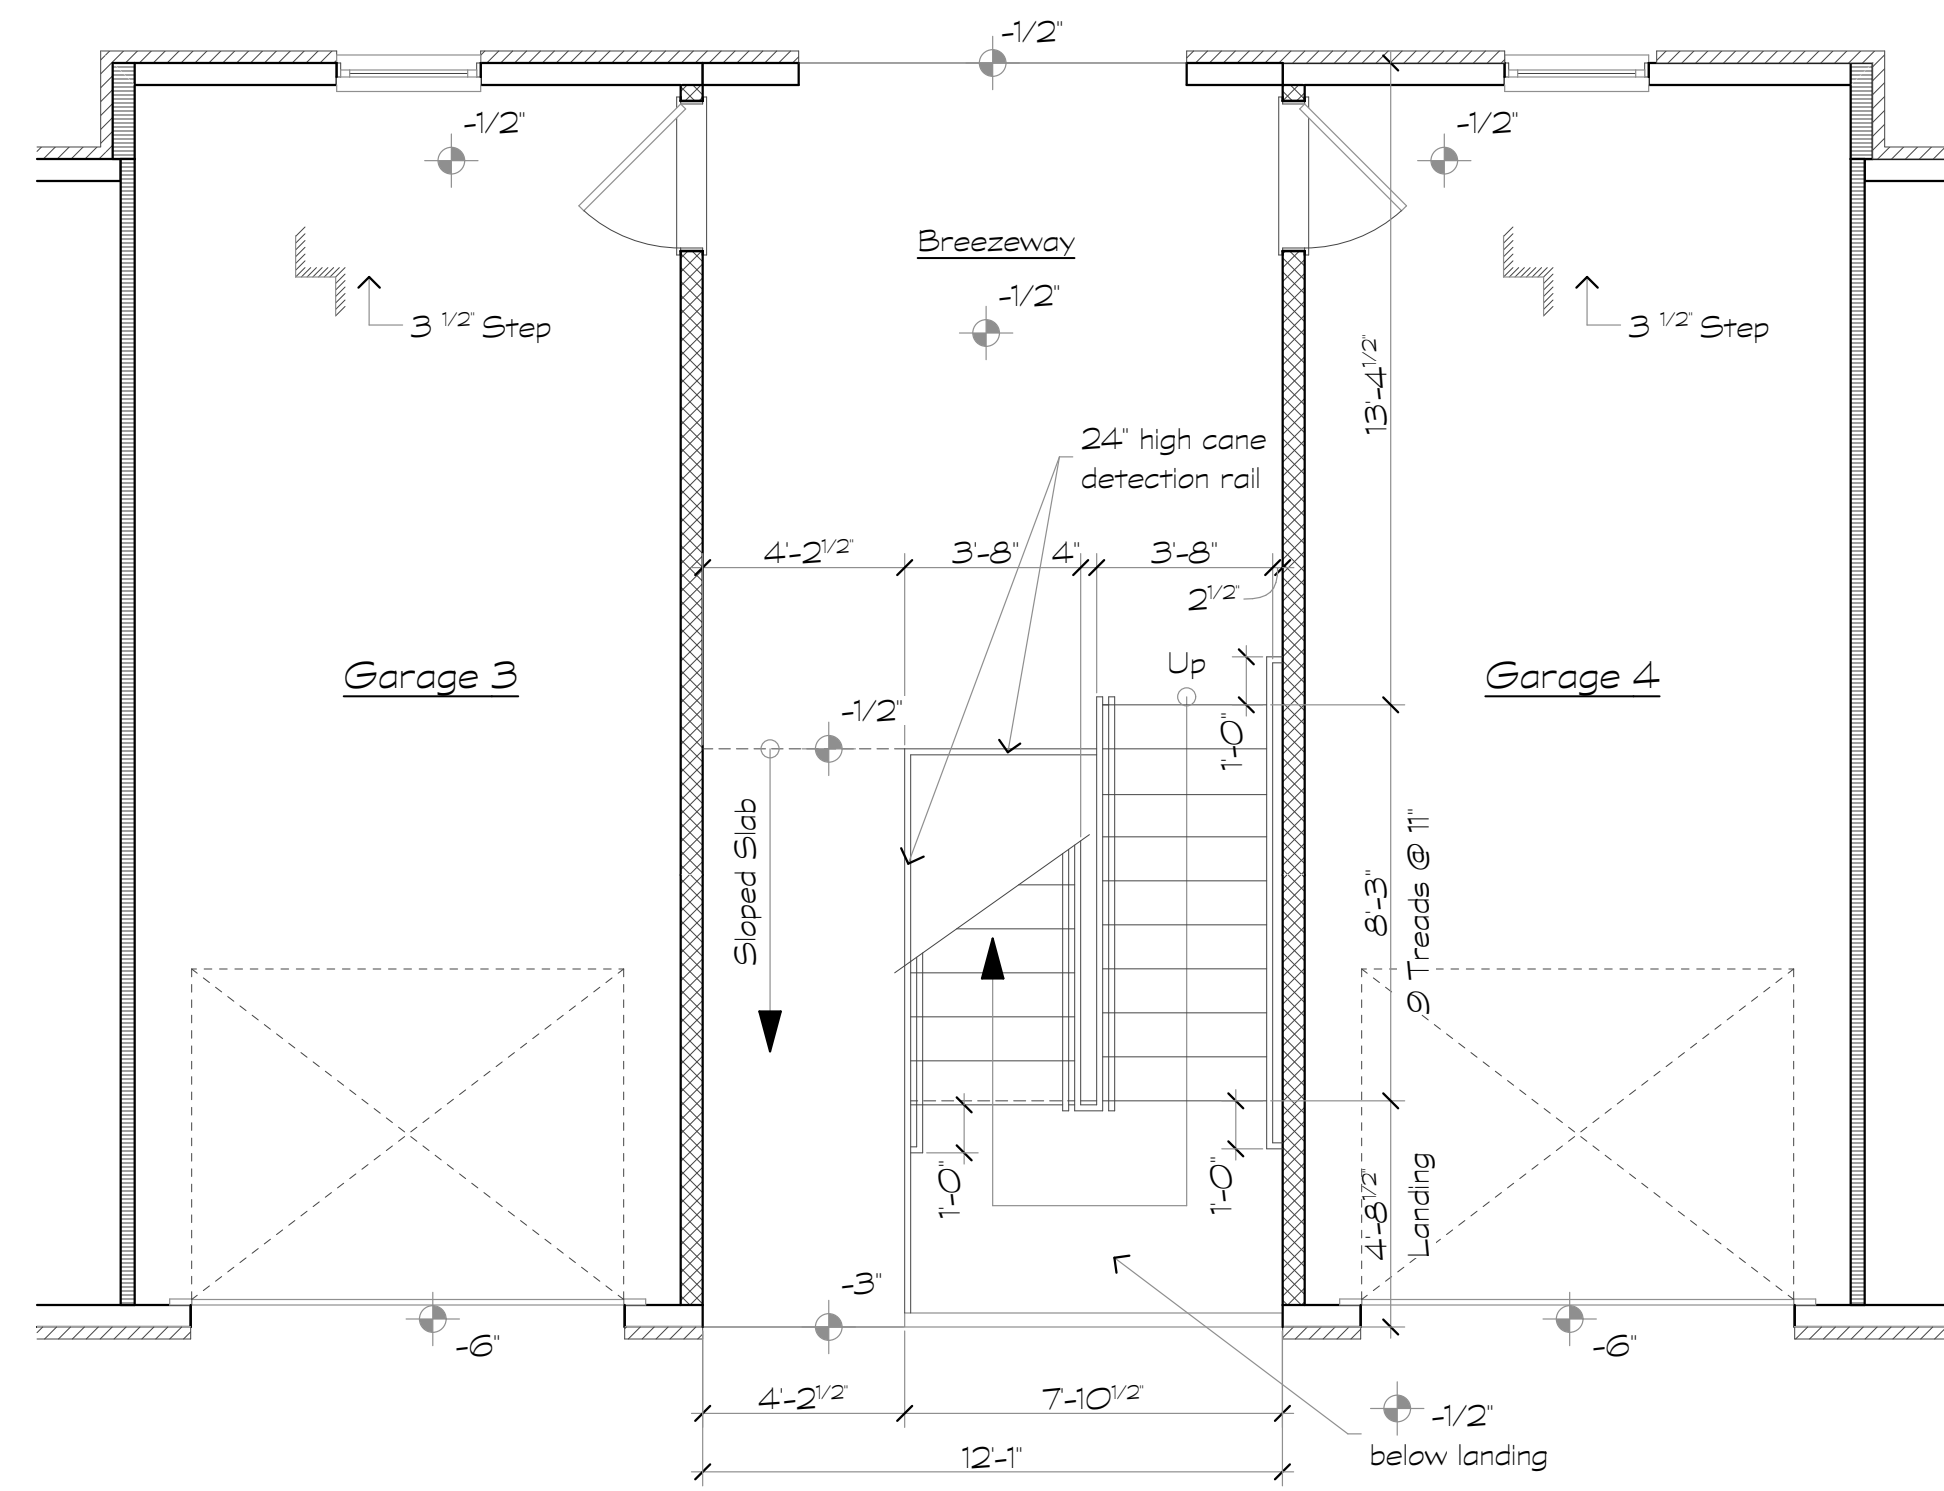 -1/2"
-1/2"
-1/2"
Breezeway
-1/2"
3 1/2" Step
3 1/2" Step
13'-4 1/2"
24" high cane
detection rail
4'-2 1/2"
3'-8"
4"
3'-8"
2 1/2"
Garage 3
Up
Garage 4
-1/2"
1'-0"
Sloped Slab
8'-3"
9 Treads @ 11"
1'-0"
1'-0"
4'-8 1/2"
Landing
-3"
-6"
-6"
4'-2 1/2"
7'-10 1/2"
-1/2"
below landing
12'-1"